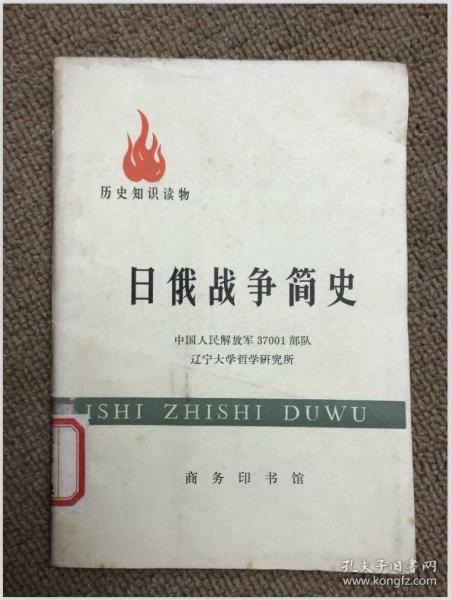 历史知识读物
日俄战争简史
中国人民解放军37001部队
辽宁大学哲学研究所
ISHI ZHISHI DUWU
商务印书馆
孔夫子旧书网
www.kongfz.com